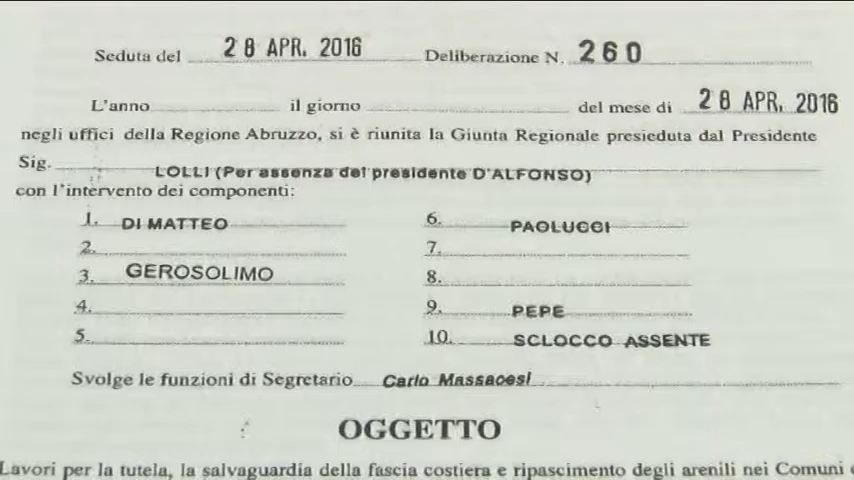 Seduta del 28 APR. 2016 Deliberazione N. 260
L'anno il giorno del mese di 28 APR. 2016
negli uffici della Regione Abruzzo, si è riunita la Giunta Regionale presieduta dal Presidente
Sig. LOLLI (Per assenza del presidente D'ALFONSO)
con l'intervento dei componenti:
1. DI MATTEO 6. PAOLUCCI
2. 7.
3. GEROSOLIMO 8.
4. 9. PEPE
5. 10. SCLOCCO ASSENTE
Svolge le funzioni di Segretario Carlo Massacesi
OGGETTO
Lavori per la tutela, la salvaguardia della fascia costiera e ripascimento degli arenili nei Comuni